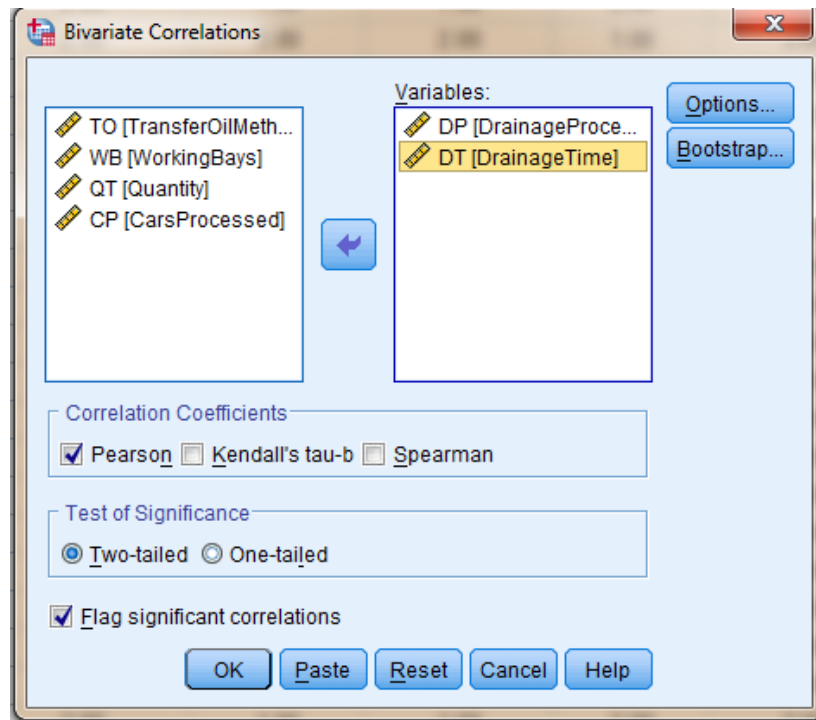 Bivariate Correlations
x
TO [TransferOilMeth...
WB [WorkingBays]
QT [Quantity]
CP [CarsProcessed]
Variables:
DP [DrainageProce...
DT [DrainageTime]
Options...
Bootstrap...
Correlation Coefficients
Pearson Kendall's tau-b Spearman
Test of Significance
Two-tailed One-tailed
Flag significant correlations
OK Paste Reset Cancel Help